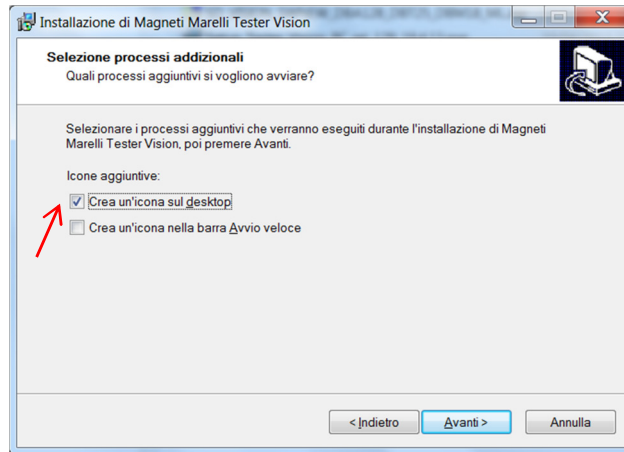 Installazione di Magneti Marelli Tester Vision
Selezione processi addizionali
Quali processi aggiuntivi si vogliono avviare?
Selezionare i processi aggiuntivi che verranno eseguiti durante l'installazione di Magneti
Marelli Tester Vision, poi premere Avanti.
Icone aggiuntive:
Crea un'icona sul desktop
Crea un'icona nella barra Avvio veloce
< Indietro
Avanti >
Annulla